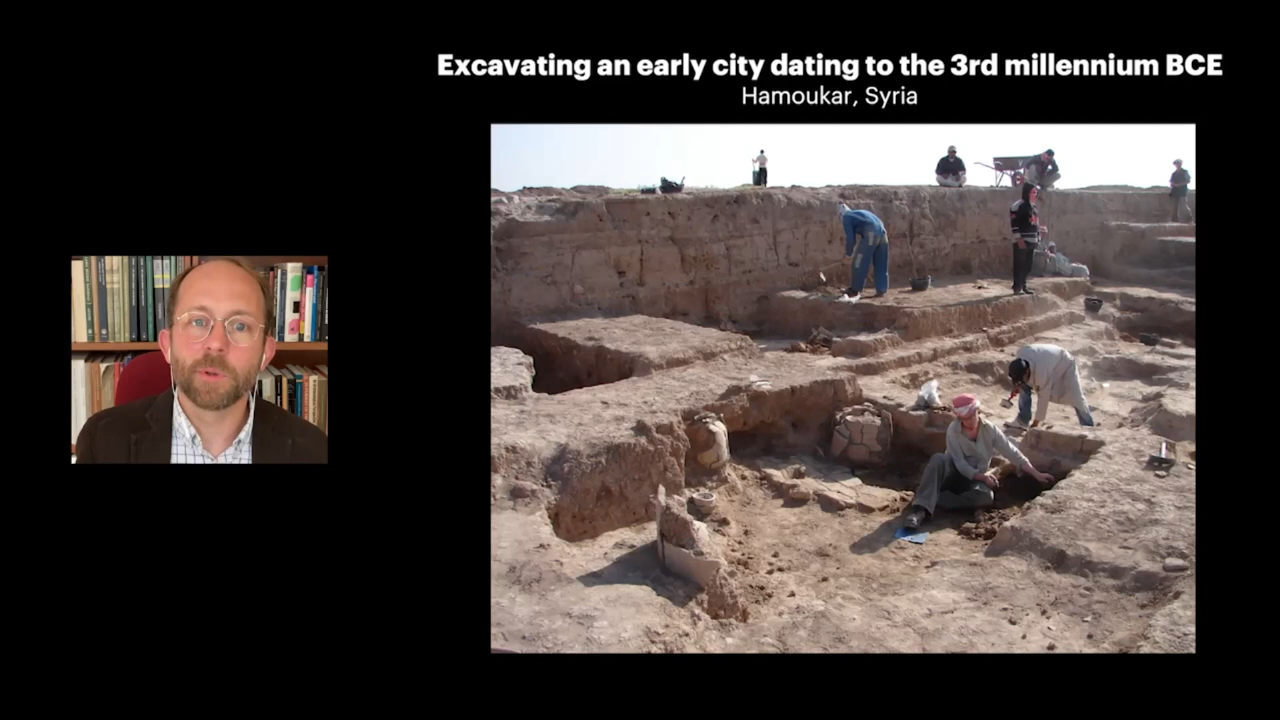 Excavating an early city dating to the 3rd millennium BCE
Hamoukar, Syria